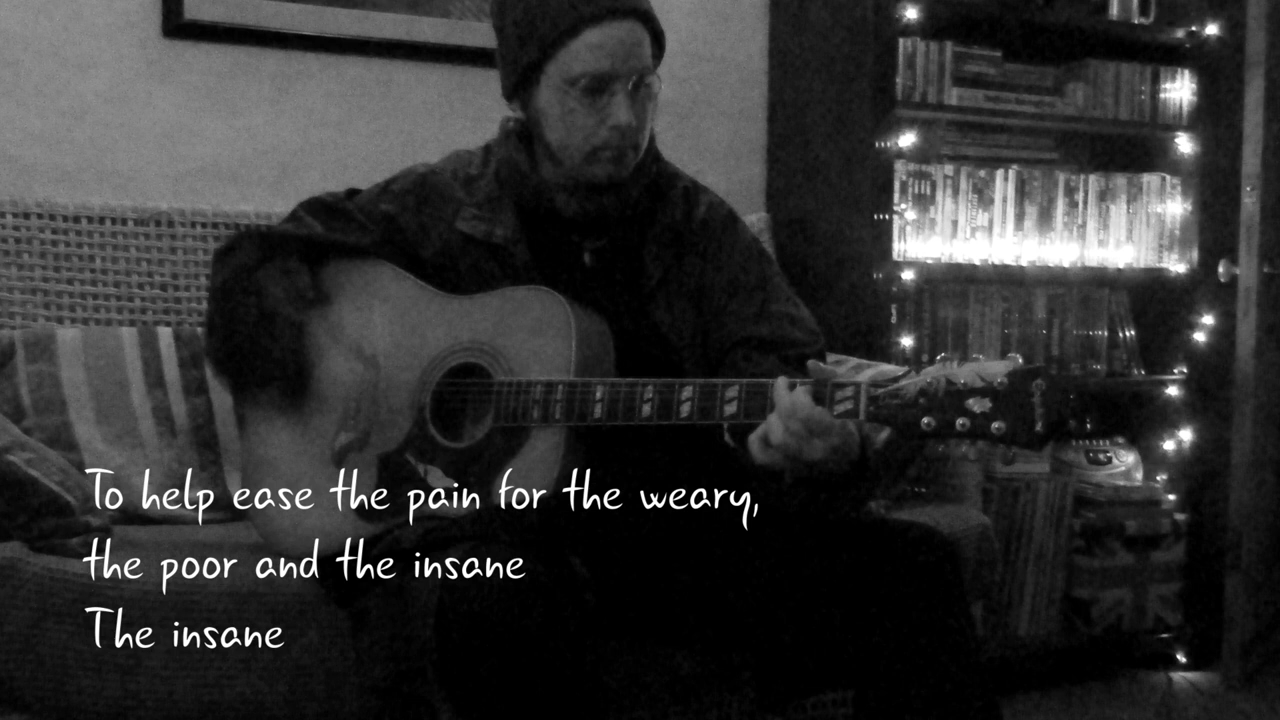 To help ease the pain for the weary,
the poor and the insane
The insane